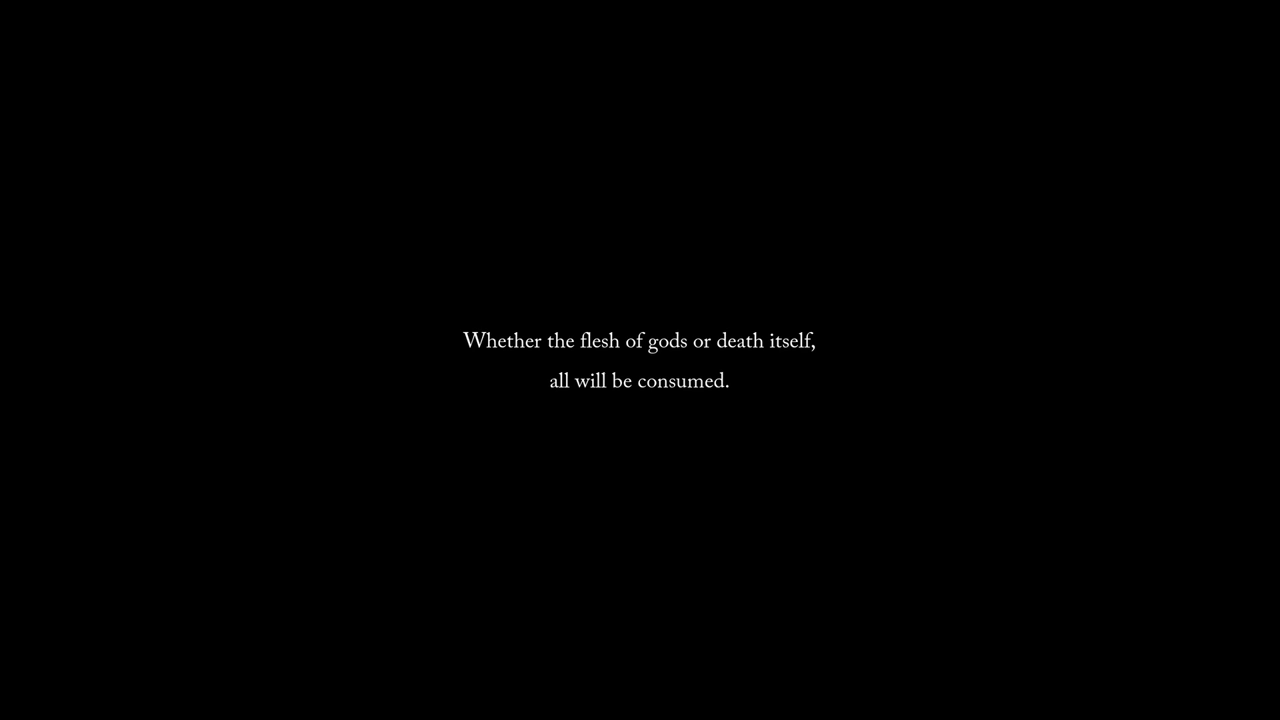 Whether the flesh of gods or death itself,
all will be consumed.